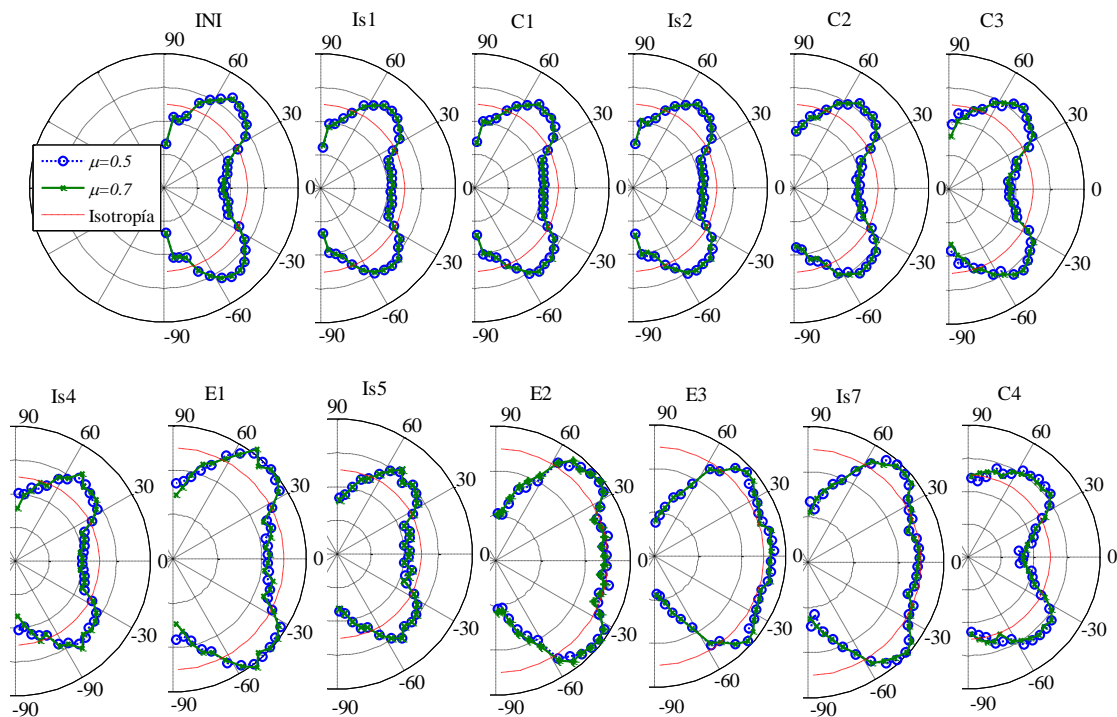 INI Is1 C1 Is2 C2 C3
90 90 90 90 90 90
60 60 60 60 60 60
30 30 30 30 30 30
μ=0.5
μ=0.7
Isotropía
0 0 0 0 0 0
-30 -30 -30 -30 -30 -30
-60 -60 -60 -60 -60 -60
-90 -90 -90 -90 -90 -90
Is4 E1 Is5 E2 E3 Is7 C4
90 90 90 90 90 90 90
60 60 60 60 60 60 60
30 30 30 30 30 30 30
0 0 0 0 0 0 0
-30 -30 -30 -30 -30 -30 -30
-90 -60 -60 -60 -60 -60 -60
-90 -90 -90 -90 -90 -90 -90